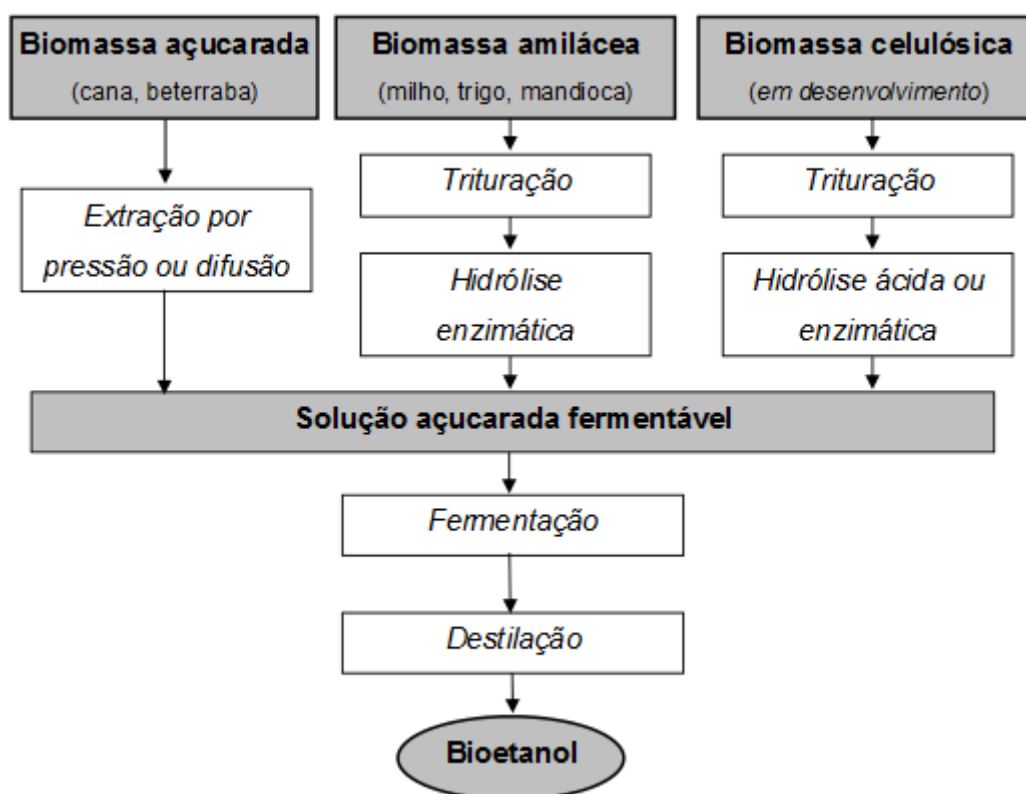 Biomassa açucarada
(cana, beterraba)
Biomassa amilácea
(milho, trigo, mandioca)
Biomassa celulósica
(em desenvolvimento)
Extração por
pressão ou difusão
Trituração
Hidrólise
enzimática
Trituração
Hidrólise ácida ou
enzimática
Solução açucarada fermentável
Fermentação
Destilação
Bioetanol